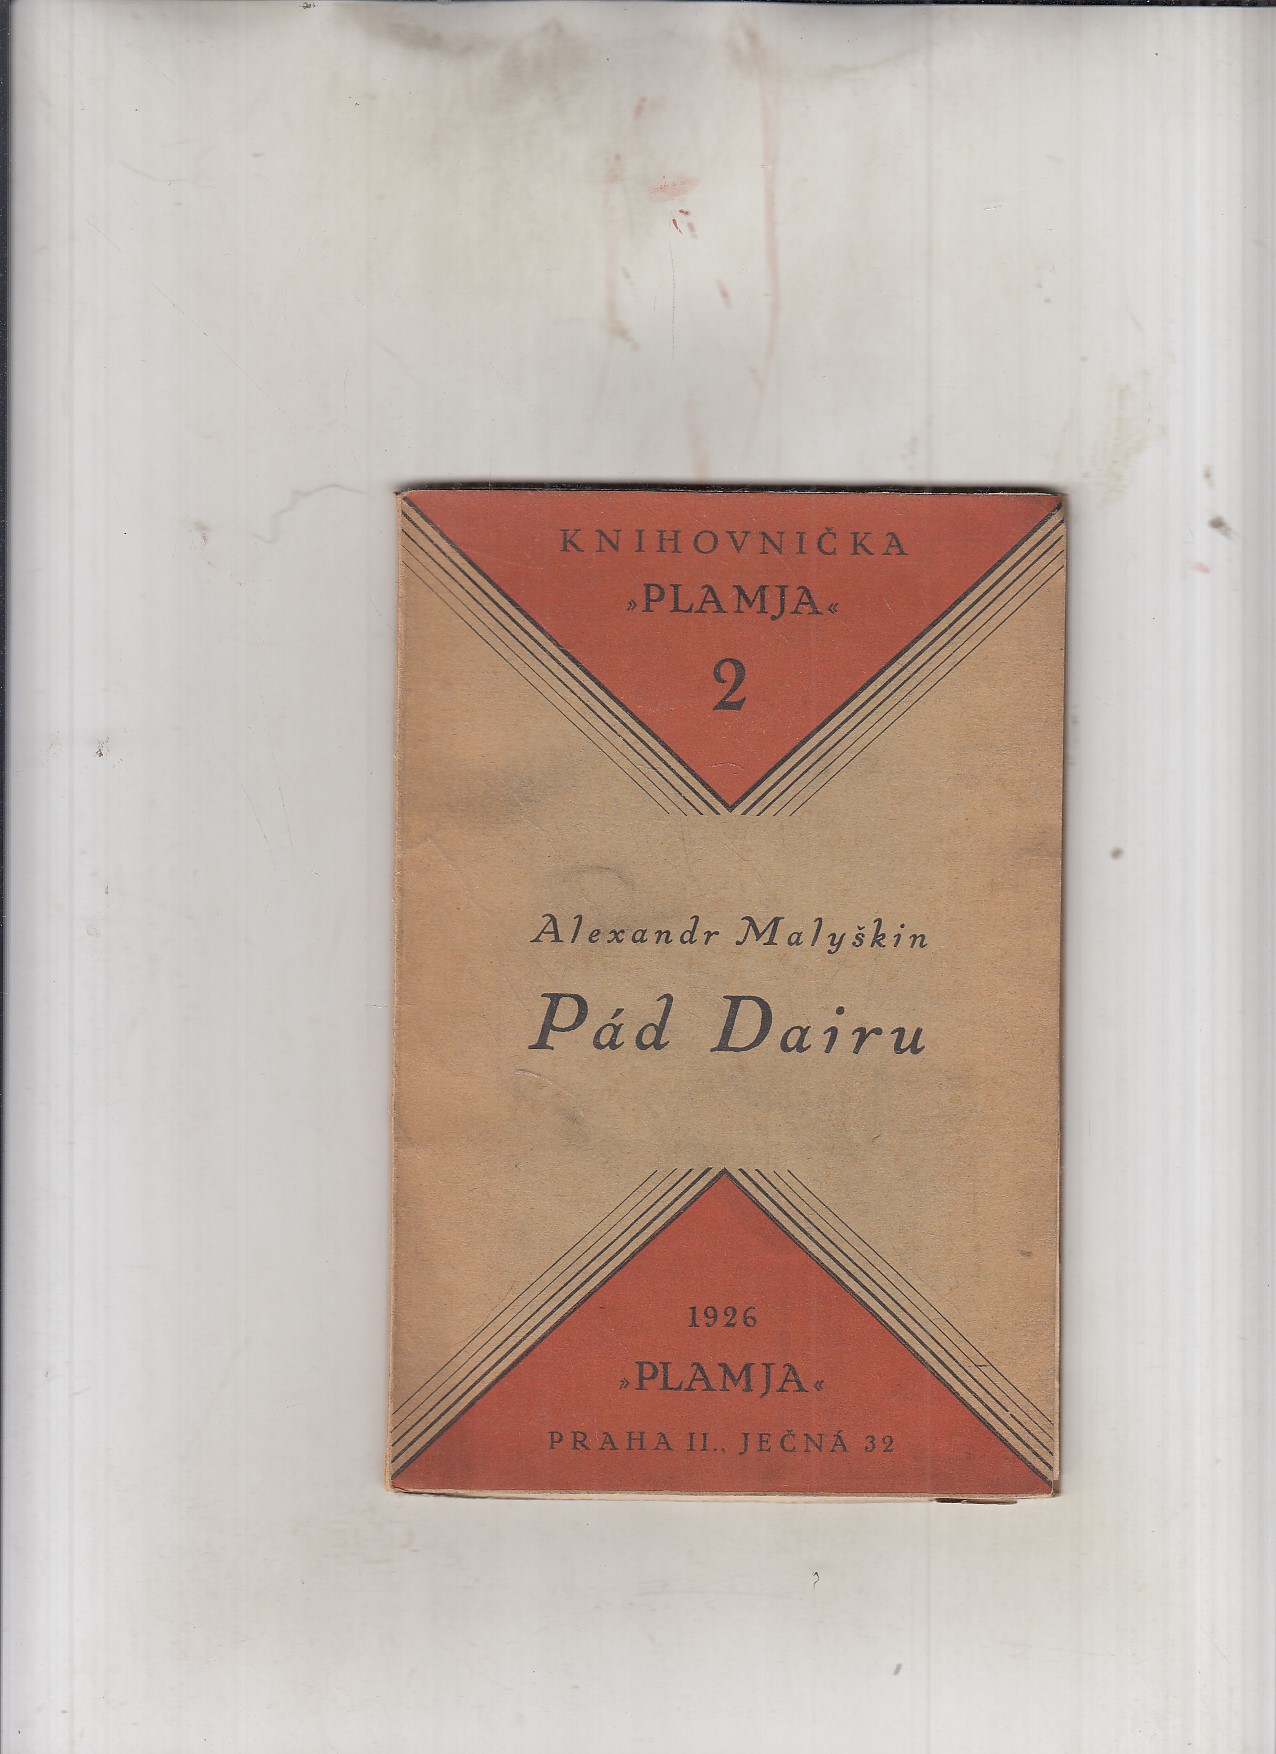 KNIHOVNIČKA
»PLAMJA«
2
Alexandr Malyškin
Pád Dairu
1926
»PLAMJA«
PRAHA II., JEČNÁ 32